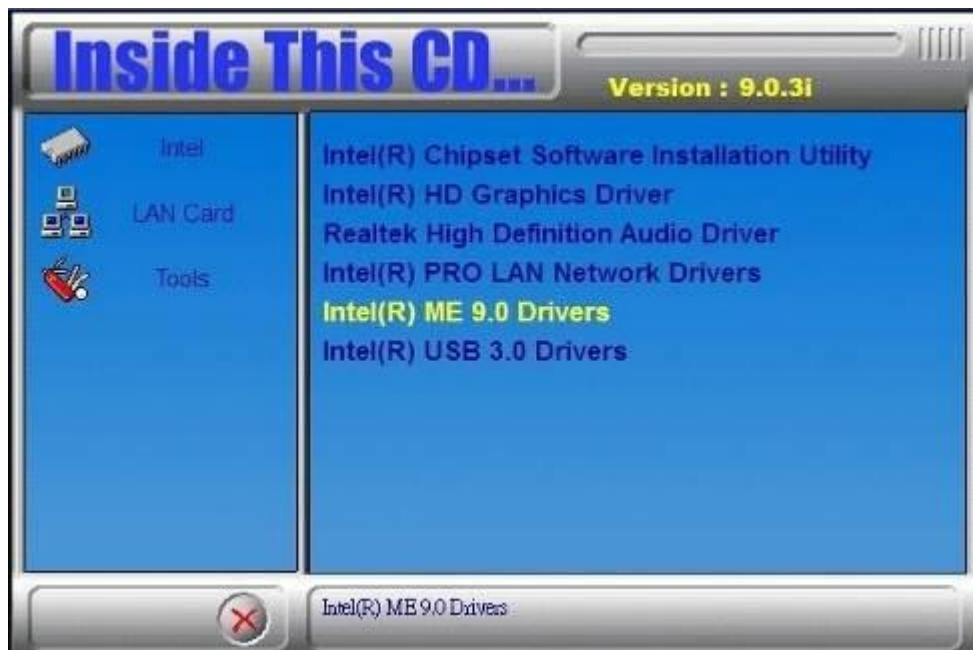 Inside This CD...
Version : 9.0.3i
Intel
LAN Card
Tools
Intel(R) Chipset Software Installation Utility
Intel(R) HD Graphics Driver
Realtek High Definition Audio Driver
Intel(R) PRO LAN Network Drivers
Intel(R) ME 9.0 Drivers
Intel(R) USB 3.0 Drivers
Intel(R) ME 9.0 Drivers